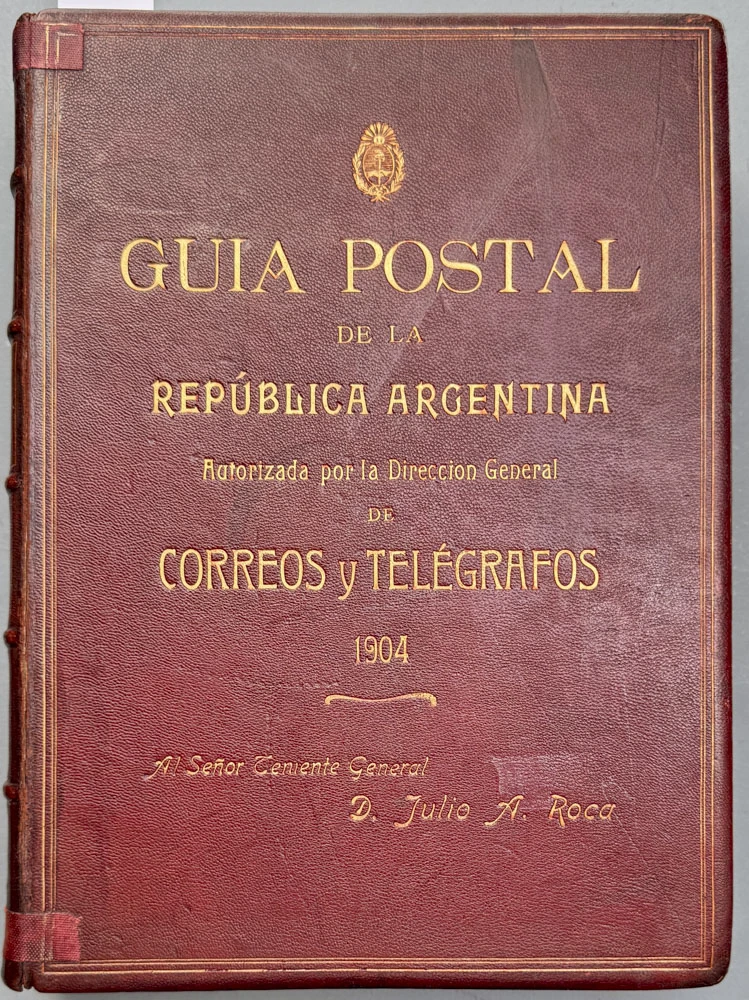 GUIA POSTAL
DE LA
REPÚBLICA ARGENTINA
Autorizada por la Direccion General
DE
CORREOS y TELÉGRAFOS
1904
Al Señor Teniente General
D. Julio A. Roca